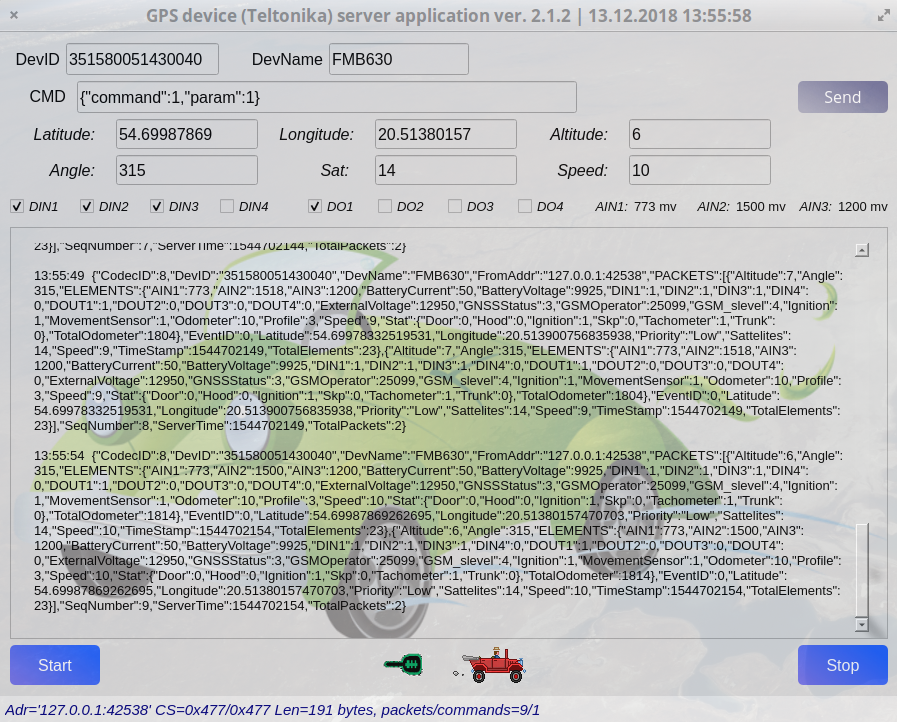 GPS device (Teltonika) server application ver. 2.1.2 | 13.12.2018 13:55:58
DevID 351580051430040 DevName FMB630
CMD {"command":1,"param":1} Send
Latitude: 54.69987869 Longitude: 20.51380157 Altitude: 6
Angle: 315 Sat: 14 Speed: 10
DIN1 DIN2 DIN3 DIN4 DO1 DO2 DO3 DO4 AIN1: 773 mv AIN2: 1500 mv AIN3: 1200 mv
23}],"SeqNumber":7,"ServerTime":1544702144,"TotalPackets":2}
13:55:49 {"CodecID":8,"DevID":"351580051430040","DevName":"FMB630","FromAddr":"127.0.0.1:42538","PACKETS":[{"Altitude":7,"Angle":
315,"ELEMENTS":{"AIN1":773,"AIN2":1518,"AIN3":1200,"BatteryCurrent":50,"BatteryVoltage":9925,"DIN1":1,"DIN2":1,"DIN3":1,"DIN4":
0,"DOUT1":1,"DOUT2":0,"DOUT3":0,"DOUT4":0,"ExternalVoltage":12950,"GNSSStatus":3,"GSMOperator":25099,"GSM_slevel":4,"Ignition":
1,"MovementSensor":1,"Odometer":10,"Profile":3,"Speed":9,"Stat":{"Door":0,"Hood":0,"Ignition":1,"Skp":0,"Tachometer":1,"Trunk":
0},"TotalOdometer":1804},"EventID":0,"Latitude":54.69978332519531,"Longitude":20.513900756835938,"Priority":"Low","Sattelites":
14,"Speed":9,"TimeStamp":1544702149,"TotalElements":23},{"Altitude":7,"Angle":315,"ELEMENTS":{"AIN1":773,"AIN2":1518,"AIN3":
1200,"BatteryCurrent":50,"BatteryVoltage":9925,"DIN1":1,"DIN2":1,"DIN3":1,"DIN4":0,"DOUT1":1,"DOUT2":0,"DOUT3":0,"DOUT4":
0,"ExternalVoltage":12950,"GNSSStatus":3,"GSMOperator":25099,"GSM_slevel":4,"Ignition":1,"MovementSensor":1,"Odometer":10,"Profile":
3,"Speed":9,"Stat":{"Door":0,"Hood":0,"Ignition":1,"Skp":0,"Tachometer":1,"Trunk":0},"TotalOdometer":1804},"EventID":0,"Latitude":
54.69978332519531,"Longitude":20.513900756835938,"Priority":"Low","Sattelites":14,"Speed":9,"TimeStamp":1544702149,"TotalElements":
23}],"SeqNumber":8,"ServerTime":1544702149,"TotalPackets":2}
13:55:54 {"CodecID":8,"DevID":"351580051430040","DevName":"FMB630","FromAddr":"127.0.0.1:42538","PACKETS":[{"Altitude":6,"Angle":
315,"ELEMENTS":{"AIN1":773,"AIN2":1500,"AIN3":1200,"BatteryCurrent":50,"BatteryVoltage":9925,"DIN1":1,"DIN2":1,"DIN3":1,"DIN4":
0,"DOUT1":1,"DOUT2":0,"DOUT3":0,"DOUT4":0,"ExternalVoltage":12950,"GNSSStatus":3,"GSMOperator":25099,"GSM_slevel":4,"Ignition":
1,"MovementSensor":1,"Odometer":10,"Profile":3,"Speed":10,"Stat":{"Door":0,"Hood":0,"Ignition":1,"Skp":0,"Tachometer":1,"Trunk":
0},"TotalOdometer":1814},"EventID":0,"Latitude":54.69987869262695,"Longitude":20.51380157470703,"Priority":"Low","Sattelites":
14,"Speed":10,"TimeStamp":1544702154,"TotalElements":23},{"Altitude":6,"Angle":315,"ELEMENTS":{"AIN1":773,"AIN2":1500,"AIN3":
1200,"BatteryCurrent":50,"BatteryVoltage":9925,"DIN1":1,"DIN2":1,"DIN3":1,"DIN4":0,"DOUT1":1,"DOUT2":0,"DOUT3":0,"DOUT4":
0,"ExternalVoltage":12950,"GNSSStatus":3,"GSMOperator":25099,"GSM_slevel":4,"Ignition":1,"MovementSensor":1,"Odometer":10,"Profile":
3,"Speed":10,"Stat":{"Door":0,"Hood":0,"Ignition":1,"Skp":0,"Tachometer":1,"Trunk":0},"TotalOdometer":1814},"EventID":0,"Latitude":
54.69987869262695,"Longitude":20.51380157470703,"Priority":"Low","Sattelites":14,"Speed":10,"TimeStamp":1544702154,"TotalElements":
23}],"SeqNumber":9,"ServerTime":1544702154,"TotalPackets":2}
Start Stop
Adr='127.0.0.1:42538' CS=0x477/0x477 Len=191 bytes, packets/commands=9/1